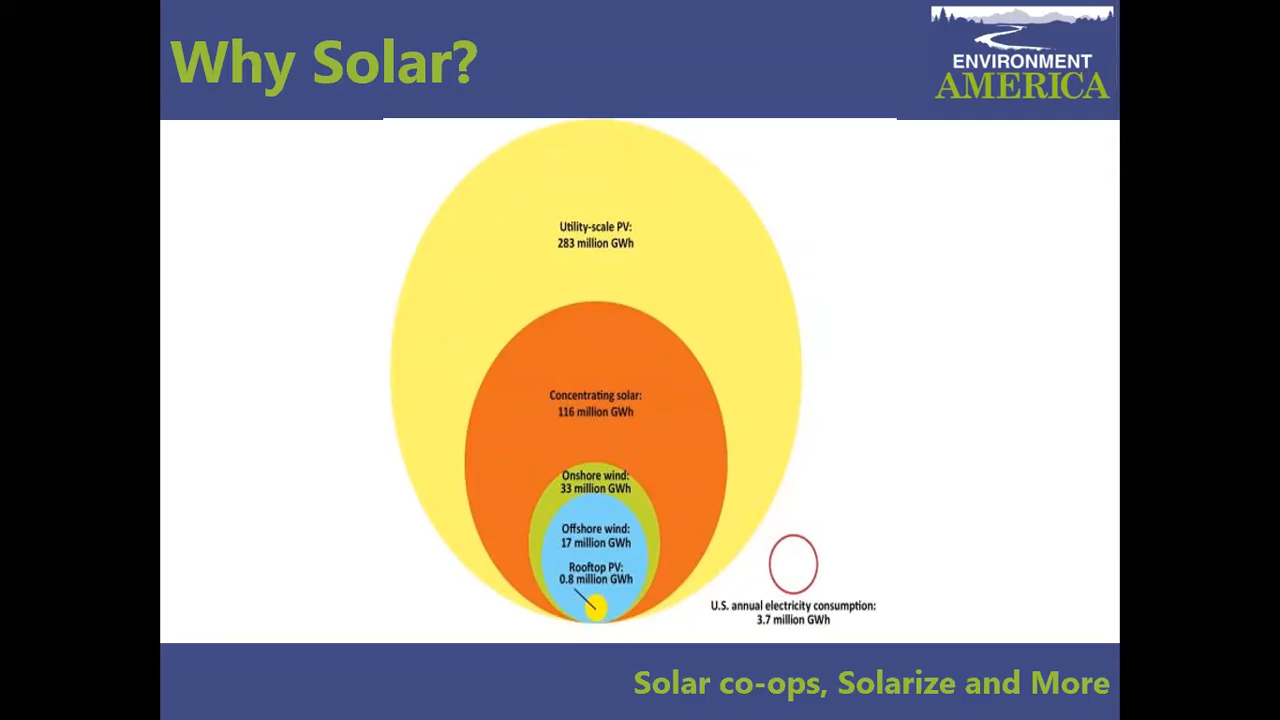 Why Solar?
ENVIRONMENT
AMERICA
Utility-scale PV:
283 million GWh
Concentrating solar:
116 million GWh
Onshore wind:
33 million GWh
Offshore wind:
17 million GWh
Rooftop PV:
0.8 million GWh
U.S. annual electricity consumption:
3.7 million GWh
Solar co-ops, Solarize and More